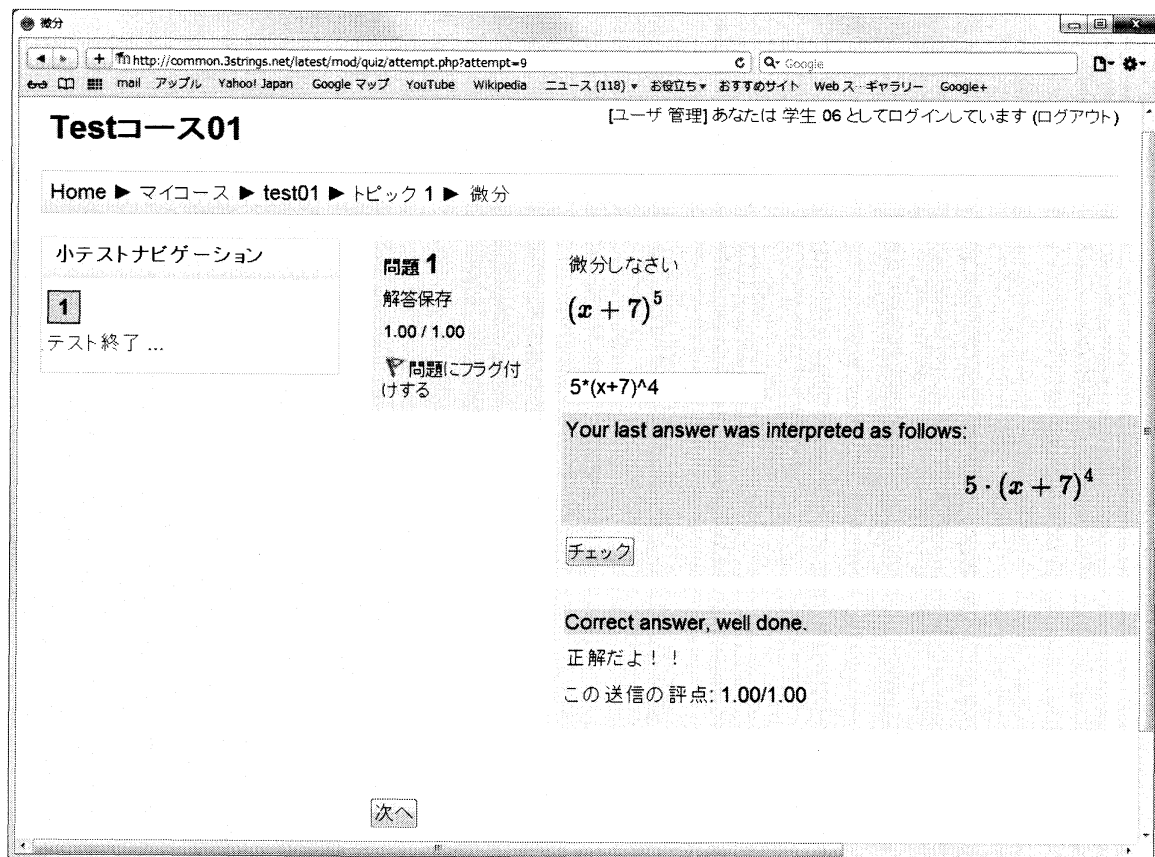 微分
http://common.3strings.net/latest/mod/quiz/attempt.php?attempt=9
Google
mail アップル Yahoo! Japan Google マップ YouTube Wikipedia ニュース (118) お役立ち おすすめサイト Web ス…ギャラリー Google+
Testコース01
[ユーザ 管理] あなたは 学生 06 としてログインしています (ログアウト)
Home ▶ マイコース ▶ test01 ▶ トピック 1 ▶ 微分
小テストナビゲーション
1
テスト終了 ...
問題 1
解答保存
1.00 / 1.00
問題にフラグ付
けする
微分しなさい
(x + 7)^5
5*(x+7)^4
Your last answer was interpreted as follows:
5 · (x + 7)^4
チェック
Correct answer, well done.
正解だよ！！
この送信の評点: 1.00/1.00
次へ